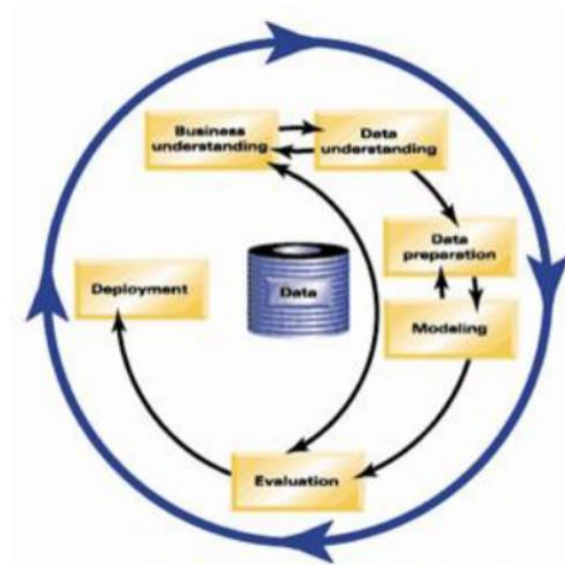 Business
understanding
Data
understanding
Data
preparation
Modeling
Evaluation
Deployment
Data